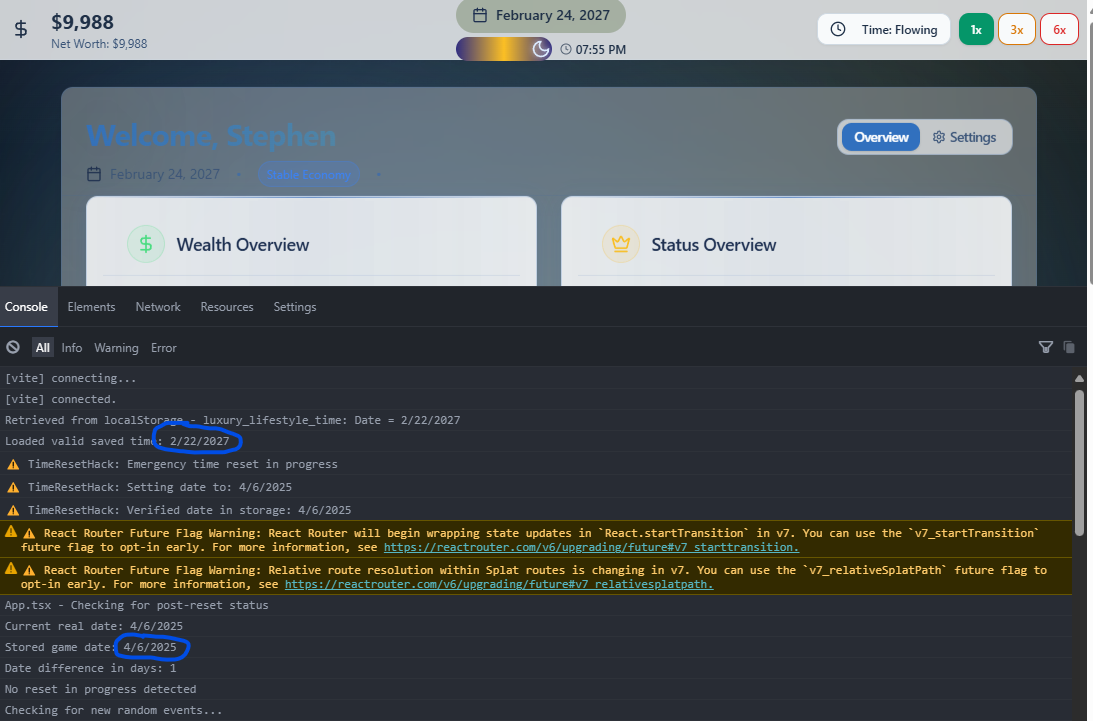 $9,988
Net Worth: $9,988
February 24, 2027
07:55 PM
Time: Flowing
1x
3x
6x
Welcome, Stephen
Overview
Settings
February 24, 2027 · Stable Economy ·
Wealth Overview
Status Overview
Console Elements Network Resources Settings
All Info Warning Error
[vite] connecting...
[vite] connected.
Retrieved from localStorage - luxury_lifestyle_time: Date = 2/22/2027
Loaded valid saved time: 2/22/2027
TimeResetHack: Emergency time reset in progress
TimeResetHack: Setting date to: 4/6/2025
TimeResetHack: Verified date in storage: 4/6/2025
React Router Future Flag Warning: React Router will begin wrapping state updates in `React.startTransition` in v7. You can use the `v7_startTransition`
future flag to opt-in early. For more information, see https://reactrouter.com/v6/upgrading/future#v7_starttransition.
React Router Future Flag Warning: Relative route resolution within Splat routes is changing in v7. You can use the `v7_relativeSplatPath` future flag to
opt-in early. For more information, see https://reactrouter.com/v6/upgrading/future#v7_relativesplatpath.
App.tsx - Checking for post-reset status
Current real date: 4/6/2025
Stored game date: 4/6/2025
Date difference in days: 1
No reset in progress detected
Checking for new random events...